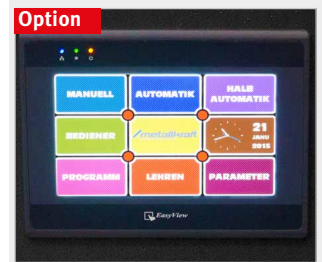 Option
MANUELL
AUTOMATIK
HALB
AUTOMATIK
BEDIENER
/metallkraft
21
JANU
2015
PROGRAMM
LEHREN
PARAMETER
EasyView